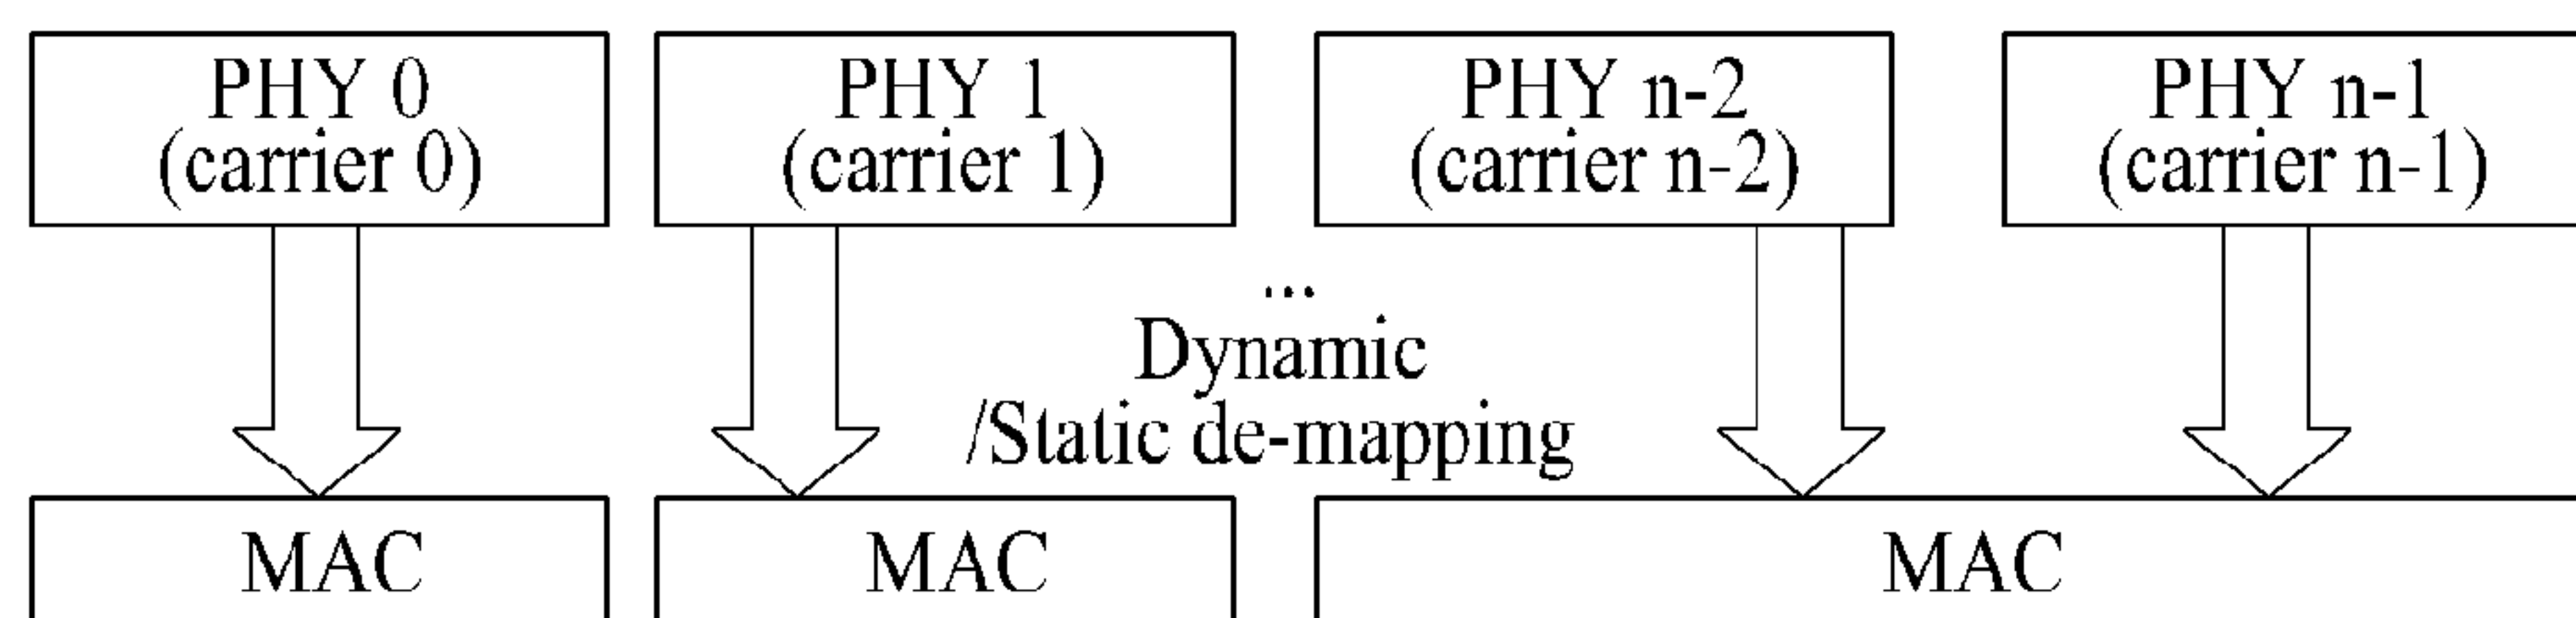 PHY 0
(carrier 0)
PHY 1
(carrier 1)
PHY n-2
(carrier n-2)
PHY n-1
(carrier n-1)
...
Dynamic
/Static de-mapping
MAC
MAC
MAC